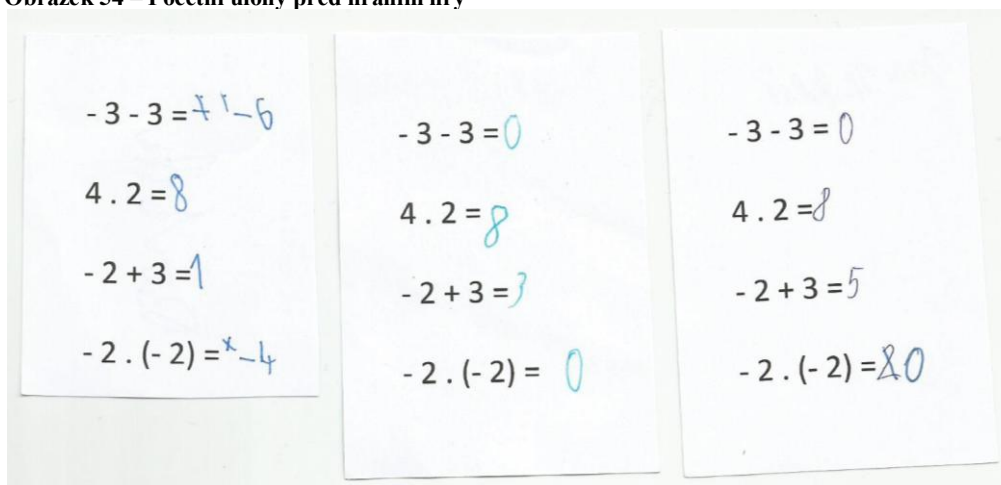 Obrázek 54 – Početní úlohy před hraním hry
- 3 - 3 = -6
4 . 2 = 8
- 2 + 3 = 1
- 2 . (- 2) = -4
- 3 - 3 = 0
4 . 2 = 8
- 2 + 3 = 3
- 2 . (- 2) = 0
- 3 - 3 = 0
4 . 2 = 8
- 2 + 3 = 5
- 2 . (- 2) = 0